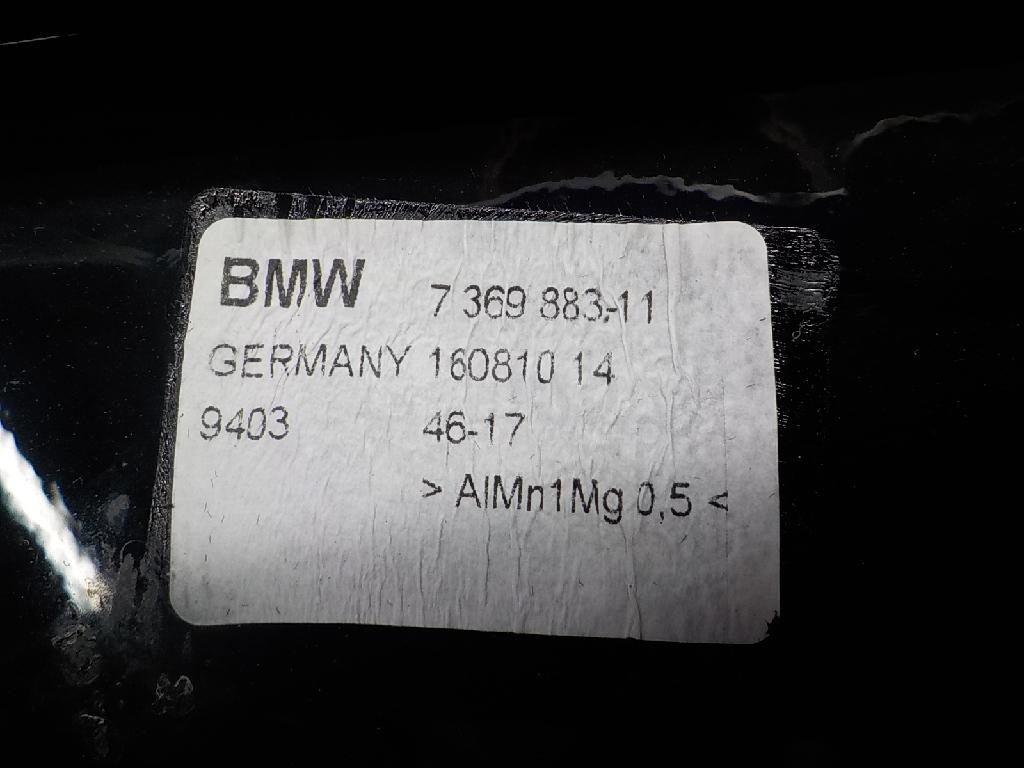 BMW 7 369 883-11
GERMANY 160810 14
9403 46-17
> AlMn1Mg 0,5 <